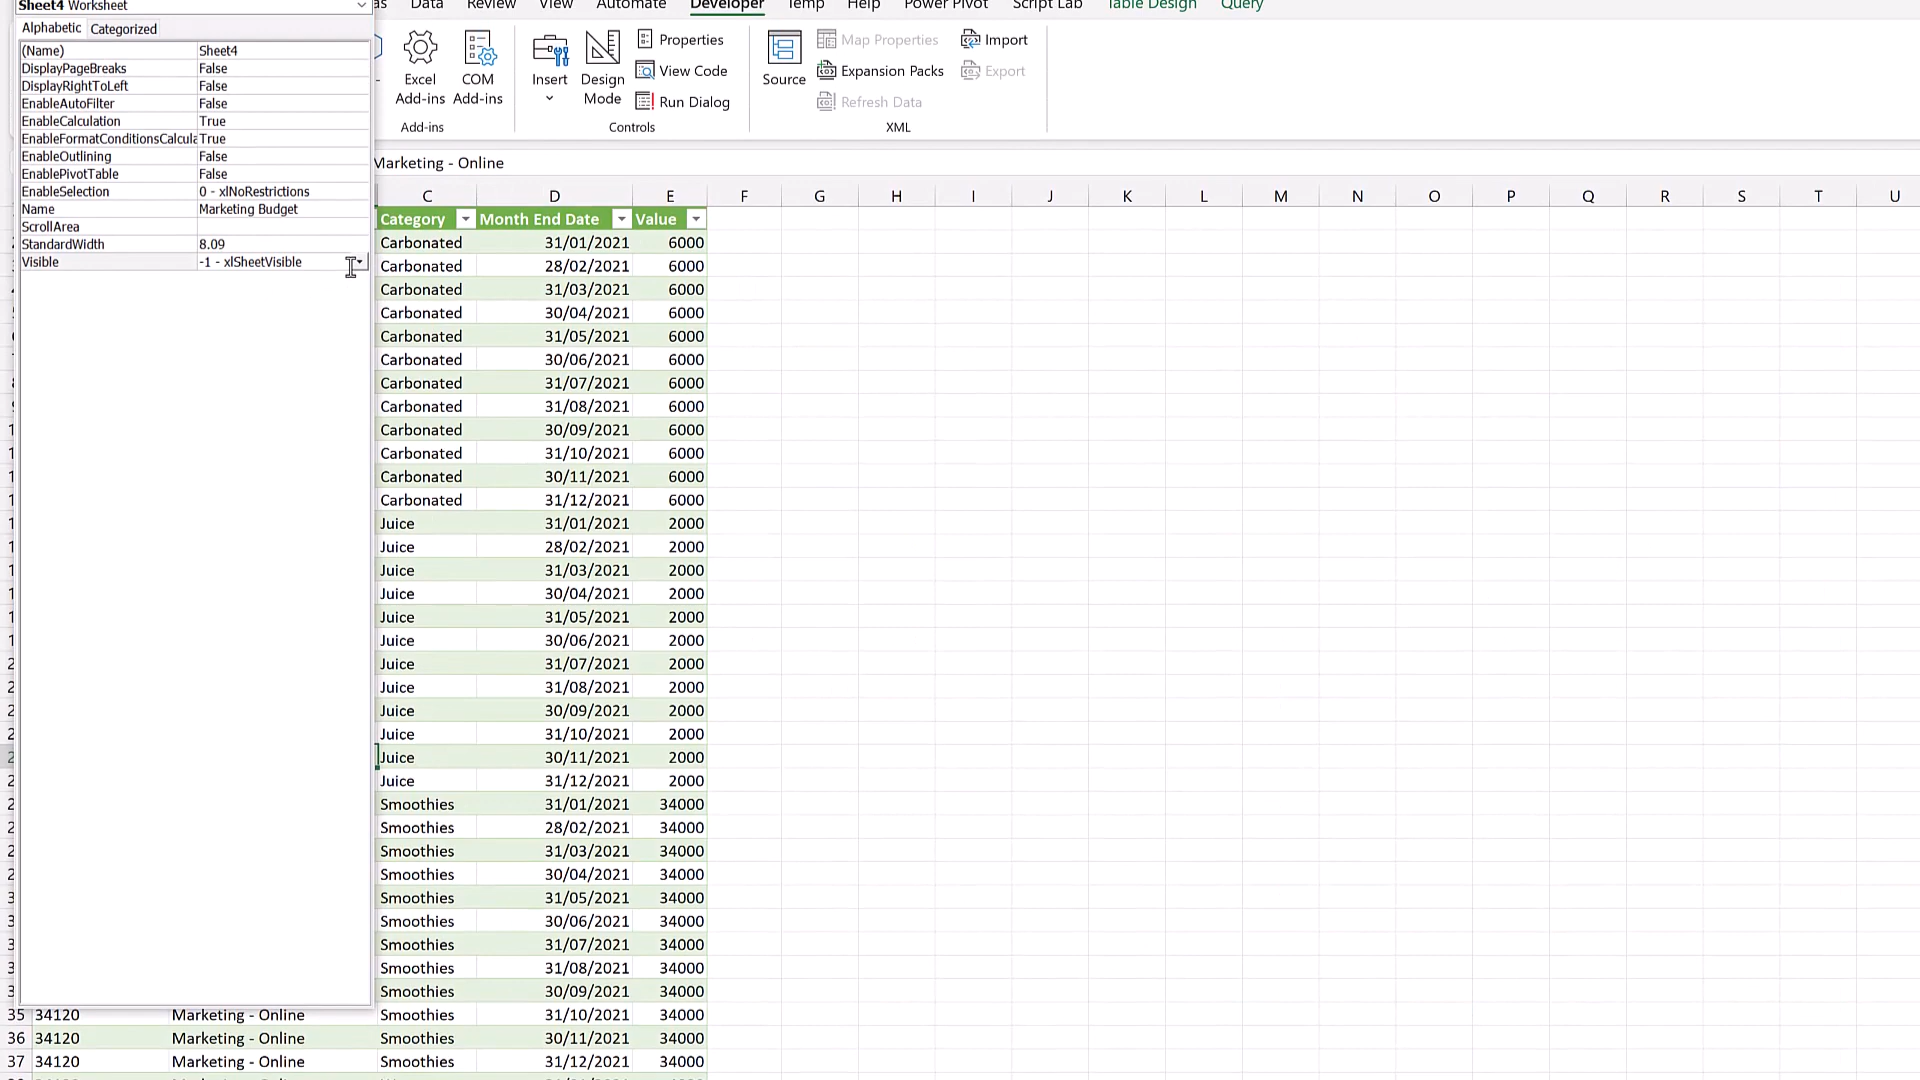 Sheet4 Worksheet
Alphabetic Categorized
(Name) Sheet4
DisplayPageBreaks False
DisplayRightToLeft False
EnableAutoFilter False
EnableCalculation True
EnableFormatConditionsCalcula True
EnableOutlining False
EnablePivotTable False
EnableSelection 0 - xlNoRestrictions
Name Marketing Budget
ScrollArea
StandardWidth 8.09
Visible -1 - xlSheetVisible
as Data Review View Automate Developer Temp Help Power Pivot Script Lab Table Design Query
Excel Add-ins
COM Add-ins
Insert
Design Mode
Properties
View Code
Run Dialog
Source
Map Properties
Expansion Packs
Refresh Data
Import
Export
Add-ins Controls XML
Marketing - Online
C D E F G H I J K L M N O P Q R S T U
Category Month End Date Value
Carbonated 31/01/2021 6000
Carbonated 28/02/2021 6000
Carbonated 31/03/2021 6000
Carbonated 30/04/2021 6000
Carbonated 31/05/2021 6000
Carbonated 30/06/2021 6000
Carbonated 31/07/2021 6000
Carbonated 31/08/2021 6000
Carbonated 30/09/2021 6000
Carbonated 31/10/2021 6000
Carbonated 30/11/2021 6000
Carbonated 31/12/2021 6000
Juice 31/01/2021 2000
Juice 28/02/2021 2000
Juice 31/03/2021 2000
Juice 30/04/2021 2000
Juice 31/05/2021 2000
Juice 30/06/2021 2000
Juice 31/07/2021 2000
Juice 31/08/2021 2000
Juice 30/09/2021 2000
Juice 31/10/2021 2000
Juice 30/11/2021 2000
Juice 31/12/2021 2000
Smoothies 31/01/2021 34000
Smoothies 28/02/2021 34000
Smoothies 31/03/2021 34000
Smoothies 30/04/2021 34000
Smoothies 31/05/2021 34000
Smoothies 30/06/2021 34000
Smoothies 31/07/2021 34000
Smoothies 31/08/2021 34000
Smoothies 30/09/2021 34000
35 34120 Marketing - Online Smoothies 31/10/2021 34000
36 34120 Marketing - Online Smoothies 30/11/2021 34000
37 34120 Marketing - Online Smoothies 31/12/2021 34000